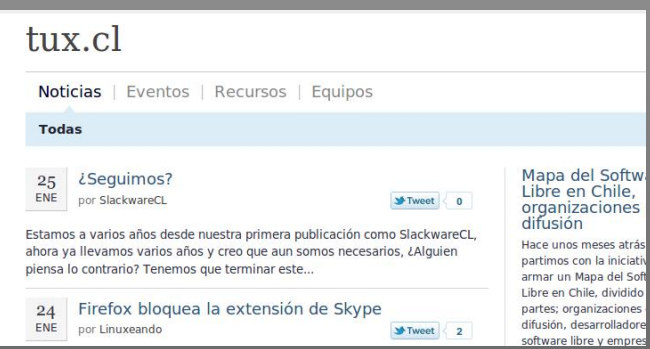 tux.cl
Noticias | Eventos | Recursos | Equipos
Todas
25
ENE
¿Seguimos?
por SlackwareCL
Tweet 0
Estamos a varios años desde nuestra primera publicación como SlackwareCL,
ahora ya llevamos varios años y creo que aun somos necesarios, ¿Alguien
piensa lo contrario? Tenemos que terminar este...
24
ENE
Firefox bloquea la extensión de Skype
por Linuxeando
Tweet 2
Mapa del Softwa
Libre en Chile,
organizaciones
difusión
Hace unos meses atrás
partimos con la iniciativ
armar un Mapa del Soft
Libre en Chile, dividido
partes; organizaciones
difusión, desarrolladore
software libre y empres